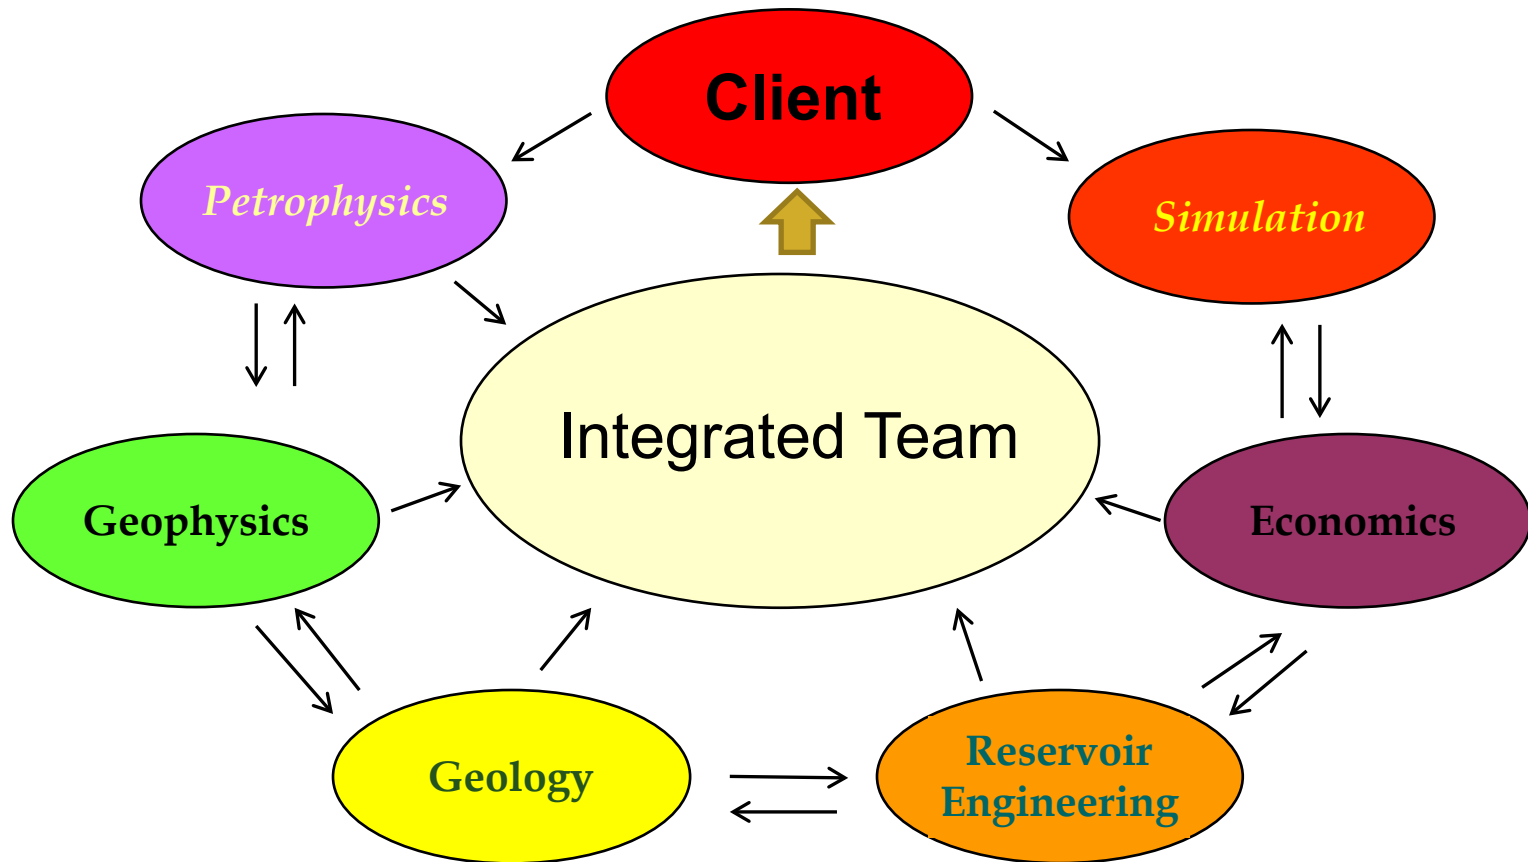 Client
Petrophysics
Simulation
Integrated Team
Geophysics
Economics
Geology
Reservoir
Engineering